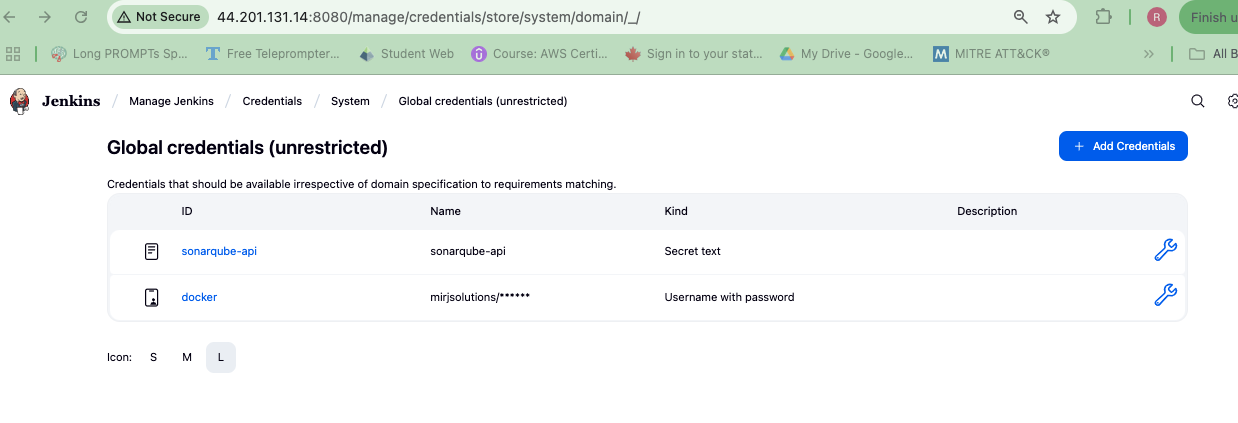 Not Secure 44.201.131.14:8080/manage/credentials/store/system/domain/_/ R Finish u
Long PROMPTs Sp... Free Teleprompter... Student Web Course: AWS Certi... Sign in to your stat... My Drive - Google... M MITRE ATT&CK® » All B
Jenkins / Manage Jenkins / Credentials / System / Global credentials (unrestricted)
Global credentials (unrestricted)
+ Add Credentials
Credentials that should be available irrespective of domain specification to requirements matching.
ID Name Kind Description
sonarqube-api sonarqube-api Secret text
docker mirjsolutions/****** Username with password
Icon: S M L